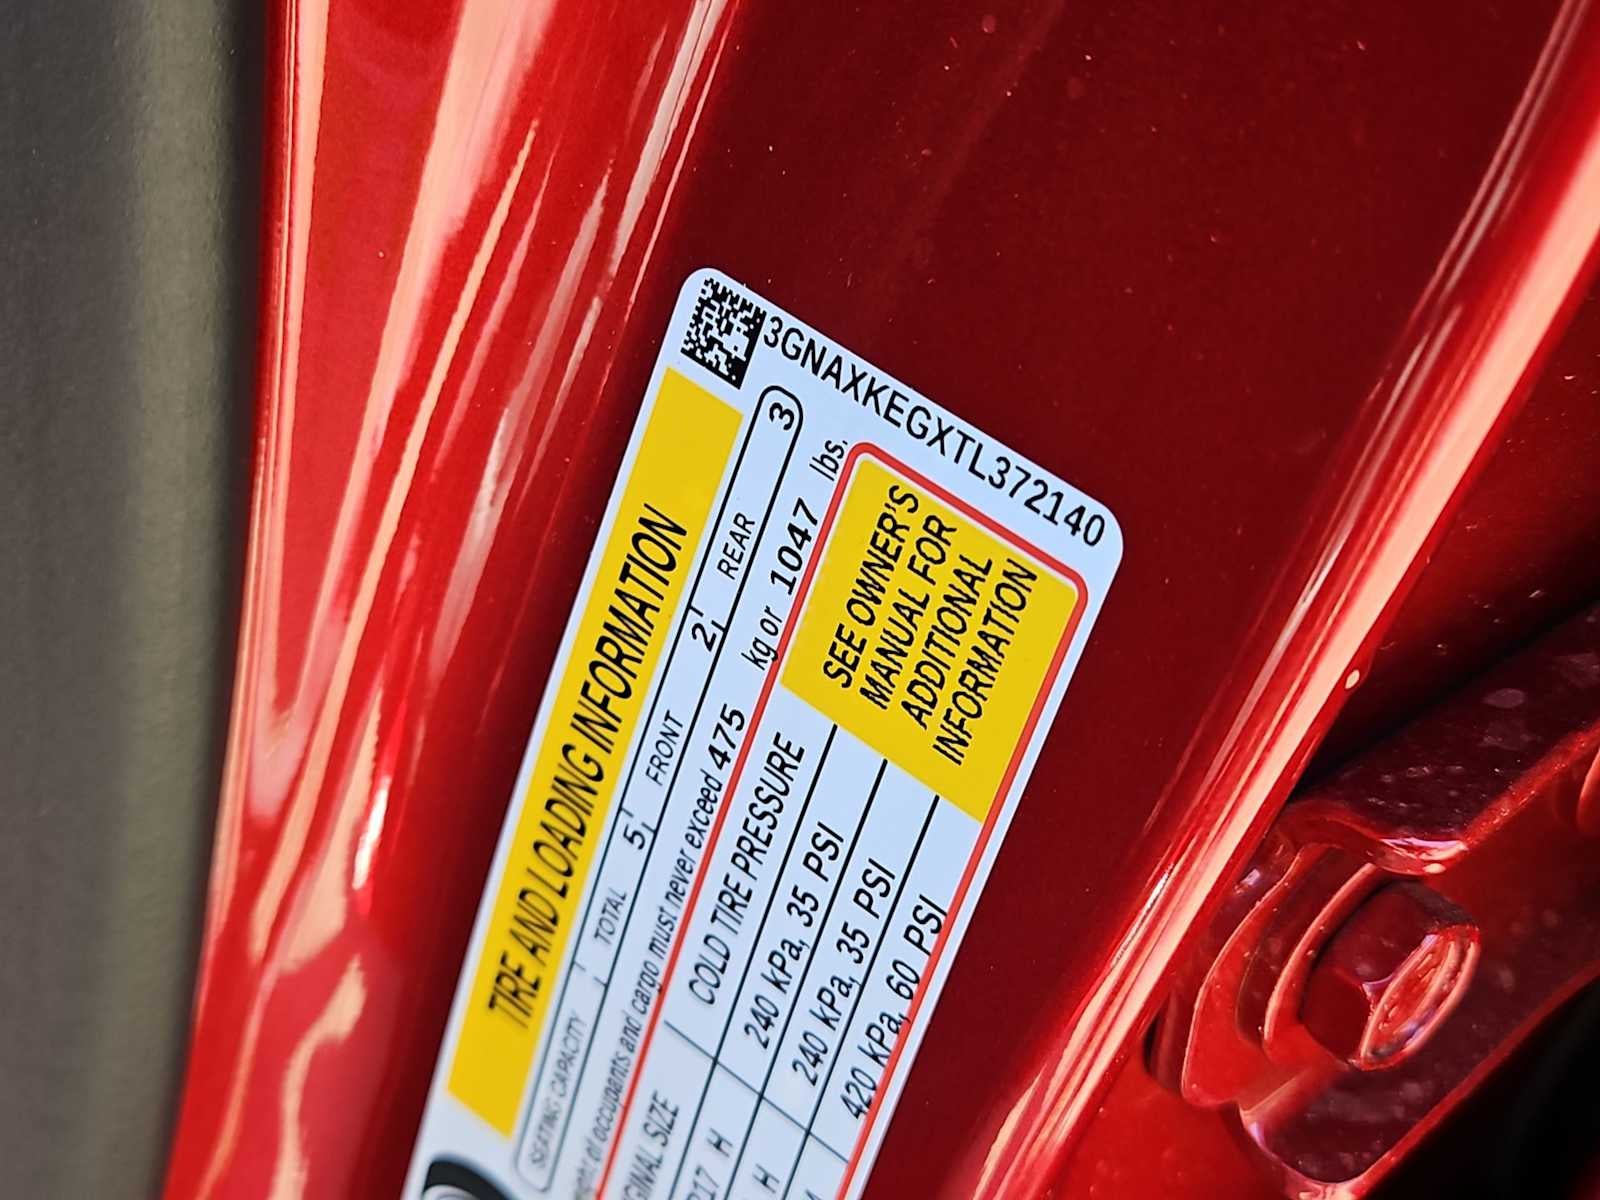 3GNAXKEGXTL372140
TIRE AND LOADING INFORMATION
SEATING CAPACITY TOTAL 5 FRONT 2 REAR 3
of occupants and cargo must never exceed 475 kg or 1047 lbs.
SIZE COLD TIRE PRESSURE
H 240 kPa, 35 PSI
H 240 kPa, 35 PSI
420 kPa, 60 PSI
SEE OWNER'S
MANUAL FOR
ADDITIONAL
INFORMATION